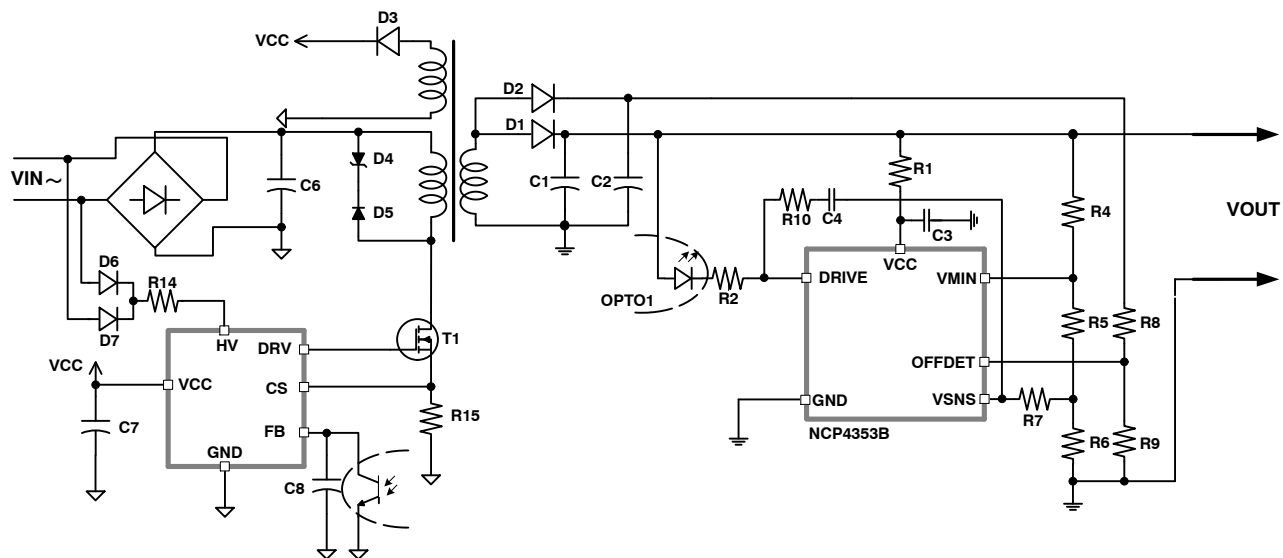 D3
VCC
D2
D1
D4
R1
VIN ~
C6
C1
C2
D5
R10
C4
R4
VOUT
C3
VCC
D6
R14
DRIVE
VMIN
OPTO1
R2
D7
HV
T1
R5
R8
DRV
VCC
OFFDET
VCC
CS
GND
VSNS
R7
R15
C7
FB
NCP4353B
R6
R9
GND
C8